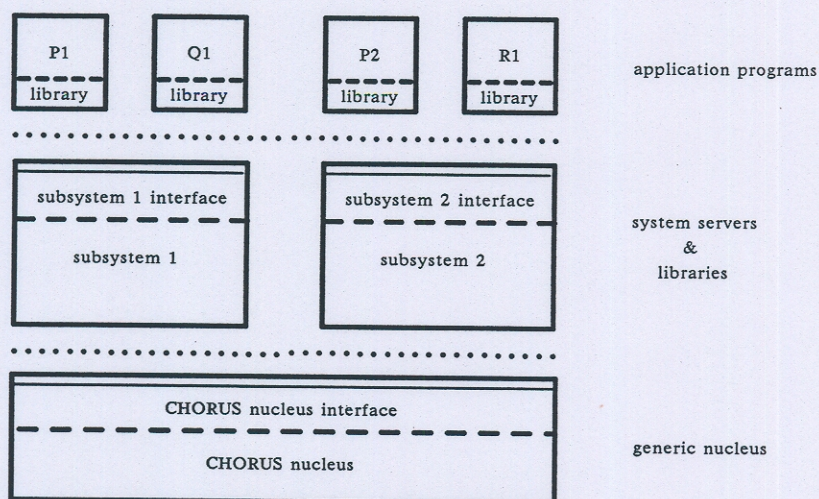 P1
Q1
P2
R1
application programs
library
library
library
library
subsystem 1 interface
subsystem 2 interface
system servers
&
libraries
subsystem 1
subsystem 2
CHORUS nucleus interface
generic nucleus
CHORUS nucleus